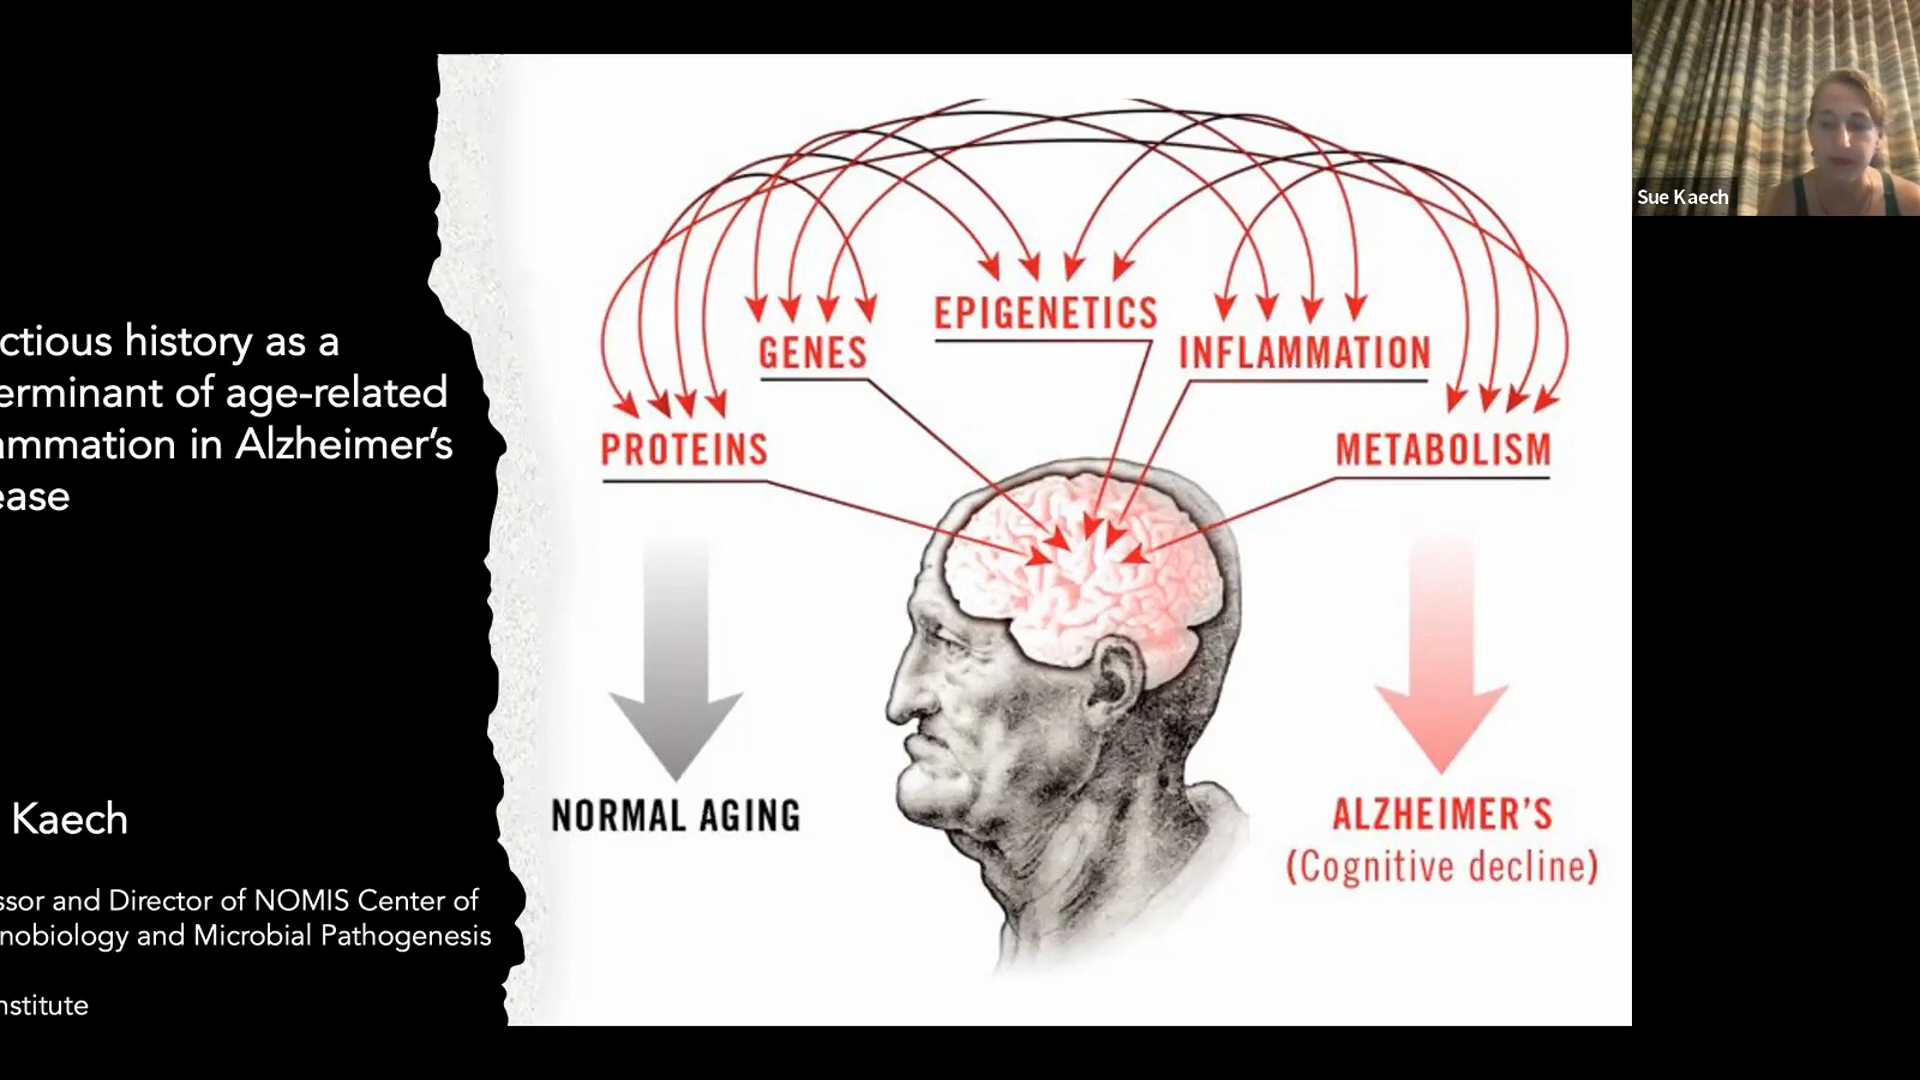 ctious history as a
erminant of age-related
ammation in Alzheimer's
ease
Kaech
ssor and Director of NOMIS Center of
nobiology and Microbial Pathogenesis
nstitute
EPIGENETICS
GENES
INFLAMMATION
PROTEINS
METABOLISM
NORMAL AGING
ALZHEIMER'S
(Cognitive decline)
Sue Kaech